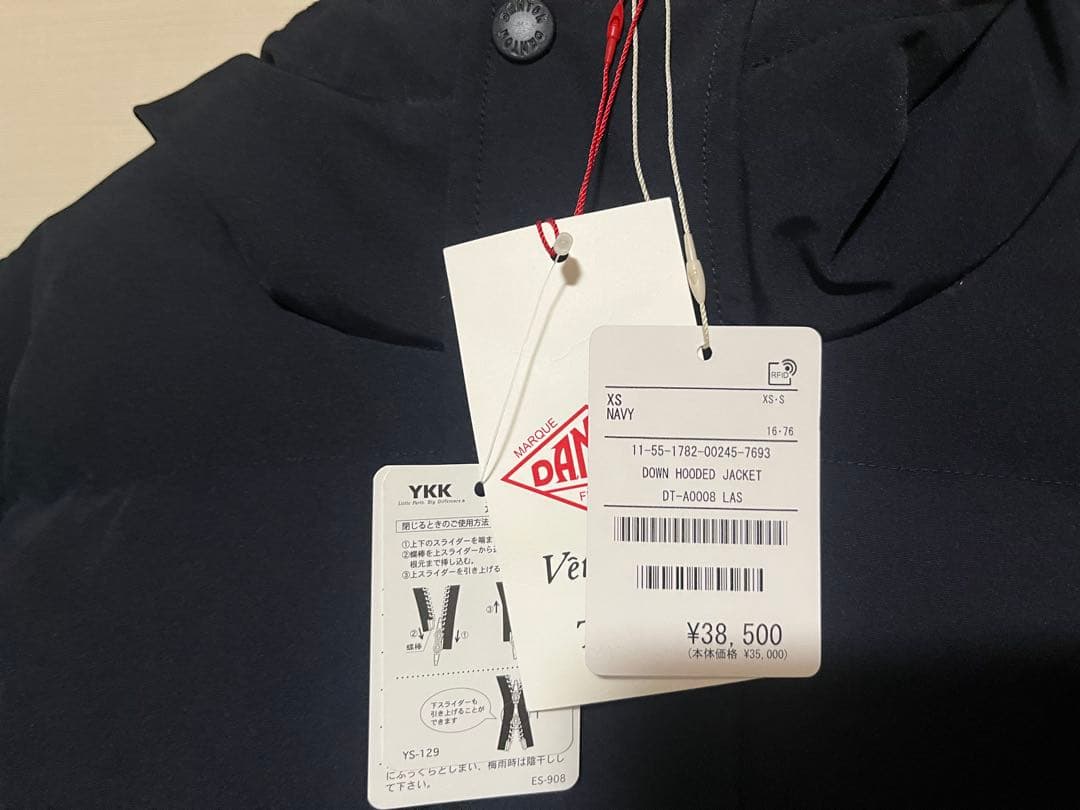 DANTON DANTON
MARQUE
DAN
F
Vêt
RFID
XS XS·S
NAVY
16·76
11-55-1782-00245-7693
DOWN HOODED JACKET
DT-A0008 LAS
¥38,500
(本体価格 ¥35,000)
YKK
Little Parts. Big Difference.
閉じるときのご使用方法
①上下のスライダーを端ま
②蝶棒を上スライダーから
根元まで挿し込む。
③上スライダーを引き上げる
② ① ③
蝶棒
下スライダーも
引き上げることが
できます
YS-129
にふっくらとしまい、梅雨時は陰干しし
て下さい。
ES-908